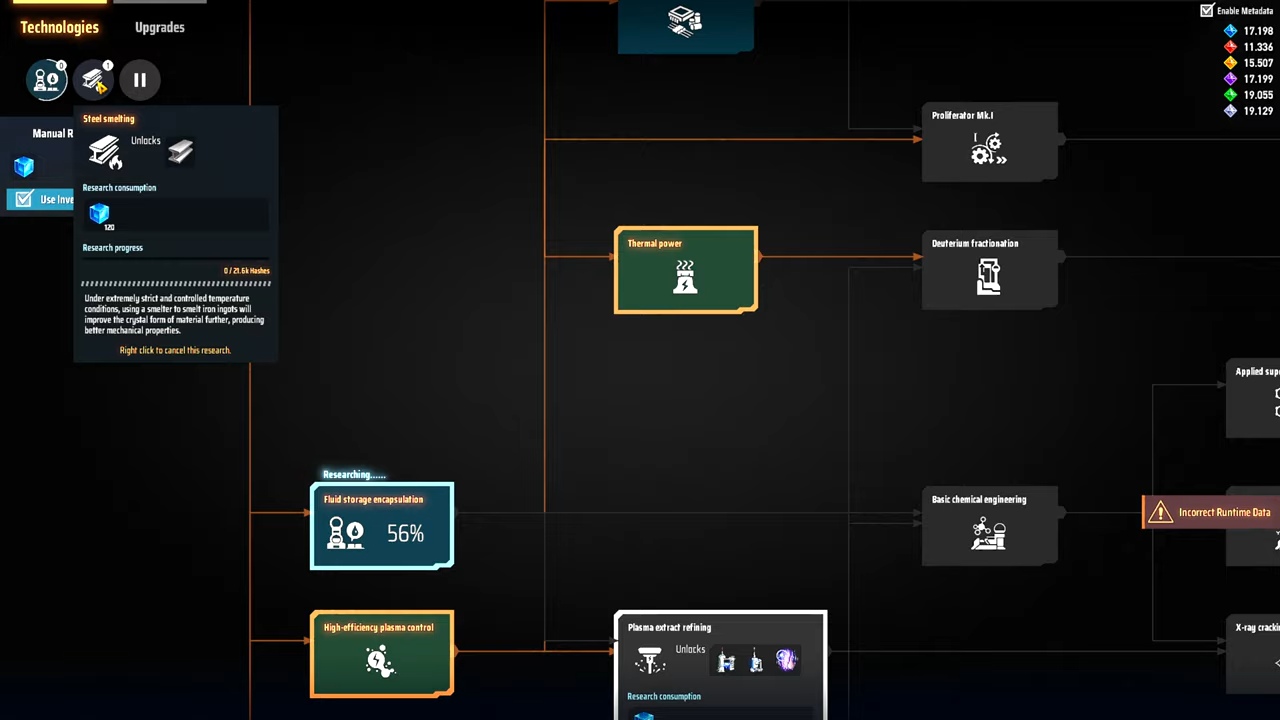 Technologies
Upgrades
Enable Metadata
17.198
11.336
15.507
17.199
19.055
19.129
0
1
Manual R
Use Inve
Steel smelting
Unlocks
Research consumption
120
Research progress
0 / 21.6k Hashes
Under extremely strict and controlled temperature
conditions, using a smelter to smelt iron ingots will
improve the crystal form of material further, producing
better mechanical properties.
Right click to cancel this research.
Proliferator Mk.I
I
Thermal power
Deuterium fractionation
Applied sup
Researching......
Fluid storage encapsulation
56%
Basic chemical engineering
Incorrect Runtime Data
High-efficiency plasma control
Plasma extract refining
Unlocks
Research consumption
X-ray cracki